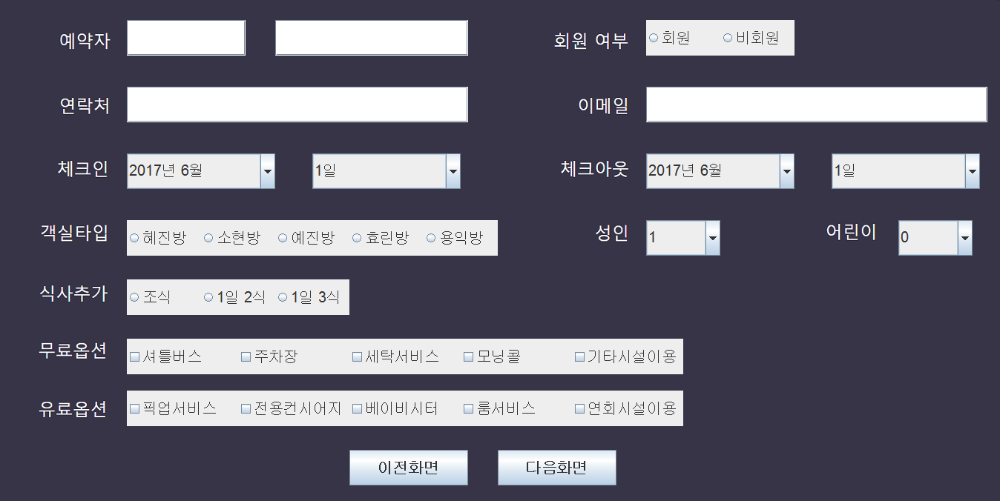 예약자 회원 여부 회원 비회원
연락처 이메일
체크인 2017년 6월 1일 체크아웃 2017년 6월 1일
객실타입 혜진방 소현방 예진방 효린방 용익방 성인 1 어린이 0
식사추가 조식 1일 2식 1일 3식
무료옵션 셔틀버스 주차장 세탁서비스 모닝콜 기타시설이용
유료옵션 픽업서비스 전용컨시어지 베이비시터 룸서비스 연회시설이용
이전화면 다음화면